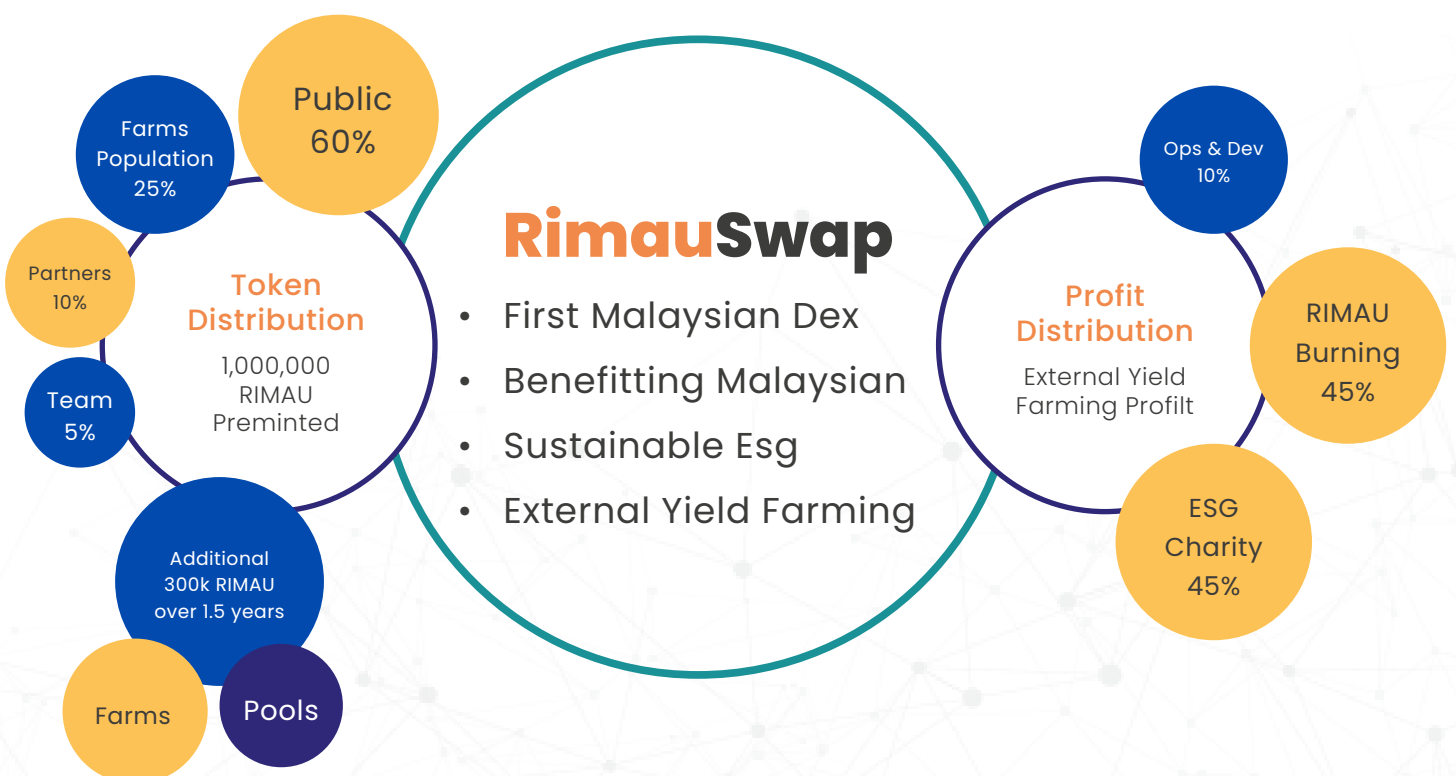 Public
60%
Farms
Population
25%
Partners
10%
Team
5%
Token
Distribution
1,000,000
RIMAU
Preminted
Additional
300k RIMAU
over 1.5 years
Farms
Pools
RimauSwap
• First Malaysian Dex
• Benefitting Malaysian
• Sustainable Esg
• External Yield Farming
Profit
Distribution
External Yield
Farming Profilt
Ops & Dev
10%
RIMAU
Burning
45%
ESG
Charity
45%